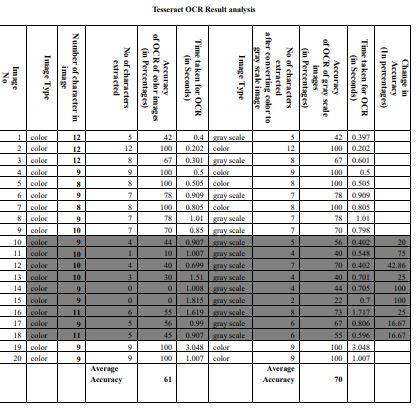 Tesseract OCR Result analysis
Image No | Image Type | Number of character in image | No of characters extracted | Accuracy of OCR of color images (in Percentages) | Time taken for OCR (in Seconds) | Image Type | No of characters extracted after converting color to gray scale image | Accuracy of OCR of gray scale images (in Percentages) | Time taken for OCR (in Seconds) | Change in Accuracy (In percentages)
1 color 12 5 42 0.4 gray scale 5 42 0.397
2 color 12 12 100 0.202 color 12 100 0.202
3 color 12 8 67 0.301 gray scale 8 67 0.601
4 color 9 9 100 0.5 color 9 100 0.5
5 color 8 8 100 0.505 color 8 100 0.505
6 color 9 7 78 0.909 gray scale 7 78 0.909
7 color 8 8 100 0.805 color 8 100 0.805
8 color 9 7 78 1.01 gray scale 7 78 1.01
9 color 10 7 70 0.85 gray scale 7 70 0.798
10 color 9 4 44 0.907 gray scale 5 56 0.402 20
11 color 10 1 10 1.007 gray scale 4 40 0.548 75
12 color 10 4 40 0.699 gray scale 7 70 0.402 42.86
13 color 10 3 30 1.51 gray scale 4 40 0.701 25
14 color 9 0 0 1.008 gray scale 4 44 0.705 100
15 color 9 0 0 1.815 gray scale 2 22 0.7 100
16 color 11 6 55 1.619 gray scale 8 73 1.717 25
17 color 9 5 56 0.99 gray scale 6 67 0.806 16.67
18 color 11 5 45 0.907 gray scale 6 55 0.596 16.67
19 color 9 9 100 3.048 color 9 100 3.048
20 color 9 9 100 1.007 color 9 100 1.007
Average Accuracy 61 Average Accuracy 70